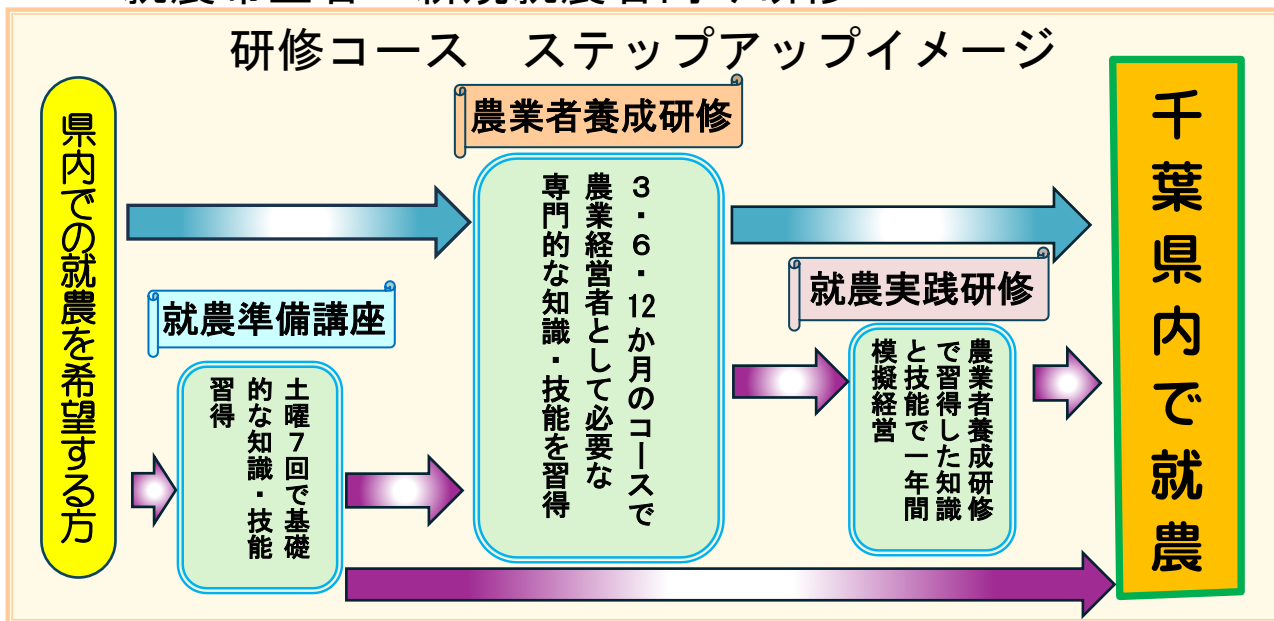 研修コース　ステップアップイメージ
県内での就農を希望する方
就農準備講座
土曜７回で基礎
的な知識・技能
習得
農業者養成研修
３・６・12か月のコースで
農業経営者として必要な
専門的な知識・技能を習得
就農実践研修
農業者養成研修
で習得した知識
と技能で一年間
模擬経営
千葉県内で就農